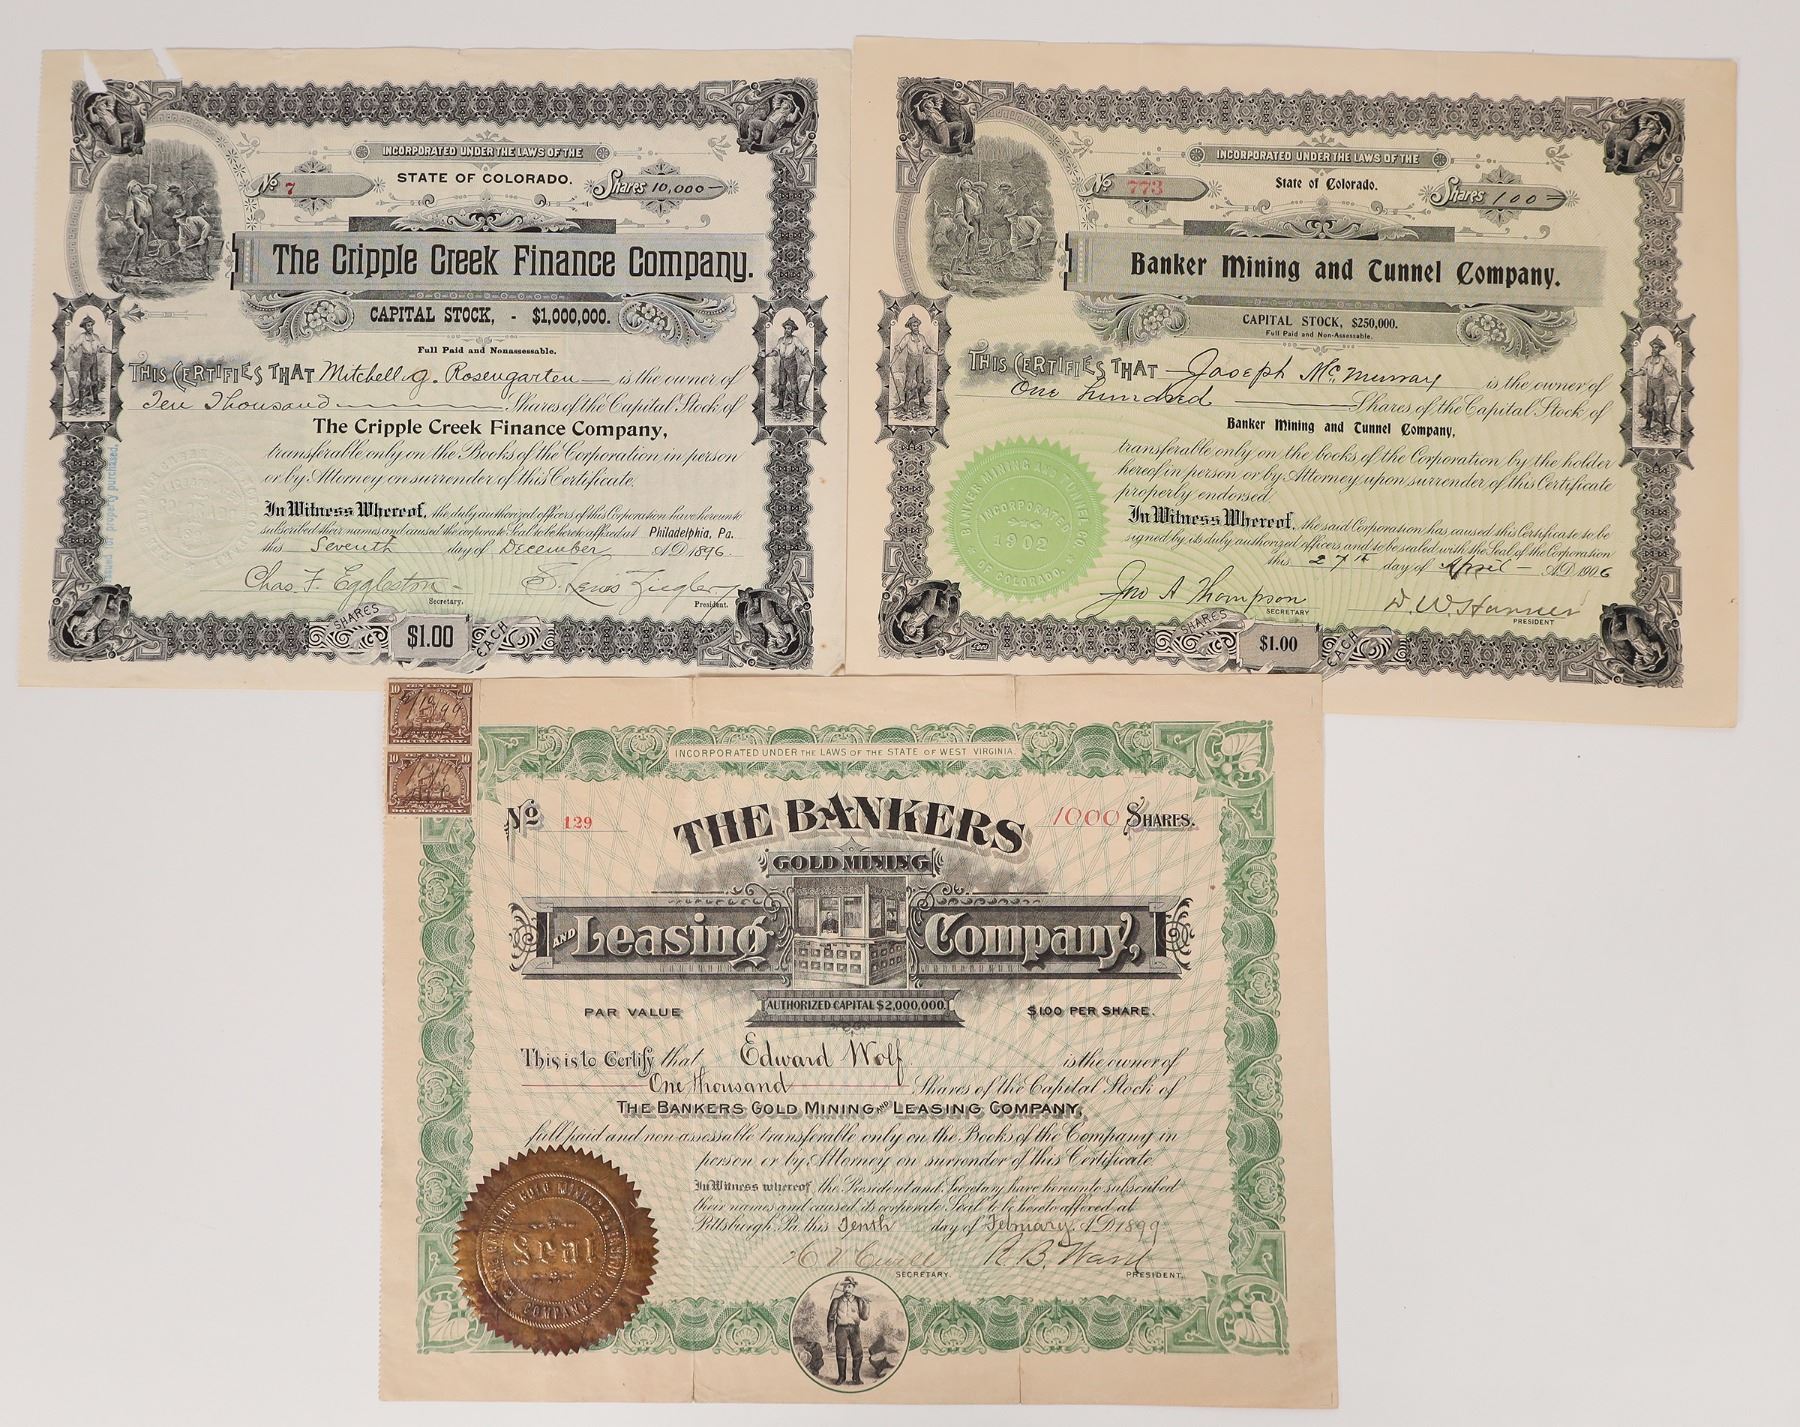 INCORPORATED UNDER THE LAWS OF THE
STATE OF COLORADO.
No 7
Shares 10,000
The Cripple Creek Finance Company.
CAPITAL STOCK, - $1,000,000.
Full Paid and Nonassessable.
THIS CERTIFIES THAT Mitchell G. Rosengarten is the owner of
Ten Thousand Shares of the Capital Stock of
The Cripple Creek Finance Company,
transferable only on the Books of the Corporation in person
or by Attorney on surrender of this Certificate.
In Witness Whereof, the duly authorized officers of this Corporation have hereunto
subscribed their names and caused the corporate Seal to be hereto affixed at Philadelphia, Pa.
this Seventh day of December A.D. 1896.
Chas. F. Eggleston
Secretary.
S. Lewis Ziegler
President.
for property purchased
SHARES $1.00 EACH
INCORPORATED UNDER THE LAWS OF THE
State of Colorado.
No 773
Shares 100
Banker Mining and Tunnel Company.
CAPITAL STOCK, $250,000.
Full Paid and Non-Assessable.
THIS CERTIFIES THAT Joseph McMurray is the owner of
One hundred Shares of the Capital Stock of
Banker Mining and Tunnel Company,
transferable only on the books of the Corporation by the holder
hereof in person or by Attorney upon surrender of this Certificate
properly endorsed.
In Witness Whereof, the said Corporation has caused this Certificate to be
signed by its duly authorized officers and to be sealed with the Seal of the Corporation
this 27th day of April A.D. 1906
BANKER MINING AND TUNNEL CO.
INCORPORATED
1902
OF COLORADO.
Jno A Thompson
SECRETARY
D. W.
PRESIDENT
SHARES $1.00 EACH
10 TEN CENTS 10
DOCUMENTARY
10 10
DOCUMENTARY
INCORPORATED UNDER THE LAWS OF THE STATE OF WEST VIRGINIA
No 129
1000 SHARES.
THE BANKERS
GOLD MINING
AND Leasing Company,
AUTHORIZED CAPITAL $2,000,000.
PAR VALUE
$1.00 PER SHARE.
This is to Certify that Edward Wolf is the owner of
One thousand Shares of the Capital Stock of
THE BANKERS GOLD MINING AND LEASING COMPANY,
full paid and non-assessable transferable only on the Books of the Company in
person or by Attorney on surrender of this Certificate
In Witness whereof, the President and Secretary have hereunto subscribed
their names and caused its corporate Seal to be hereto affixed at
Pittsburgh, Pa. this Tenth day of February A.D. 1899
Seal
SECRETARY.
R. B. Ward
PRESIDENT.